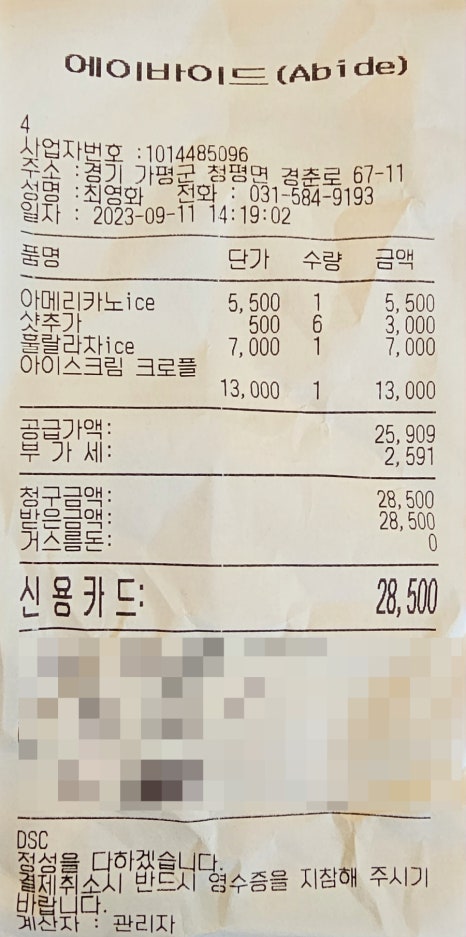 에이바이드(Abide)
4
사업자번호 :1014485096
주소 :경기 가평군 청평면 경춘로 67-11
성명 :최영화 전화 : 031-584-9193
일자 : 2023-09-11 14:19:02
품명 단가 수량 금액
아메리카노ice 5,500 1 5,500
샷추가 500 6 3,000
훌랄라차ice 7,000 1 7,000
아이스크림 크로플
13,000 1 13,000
공급가액: 25,909
부 가 세: 2,591
청구금액: 28,500
받은금액: 28,500
거스름돈: 0
신용카드: 28,500
DSC
정성을 다하겠습니다.
결제취소시 반드시 영수증을 지참해 주시기
바랍니다.
계산자 : 관리자